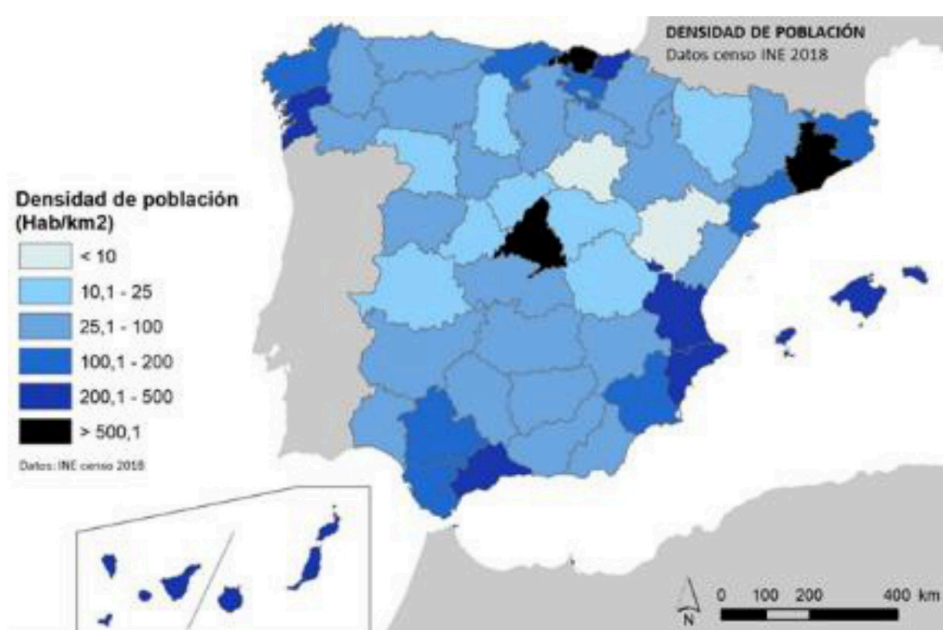 DENSIDAD DE POBLACIÓN
Datos censo INE 2018
Densidad de población
(Hab/km2)
< 10
10,1 - 25
25,1 - 100
100,1 - 200
200,1 - 500
> 500,1
Datos: INE censo 2018
N
0 100 200 400 km